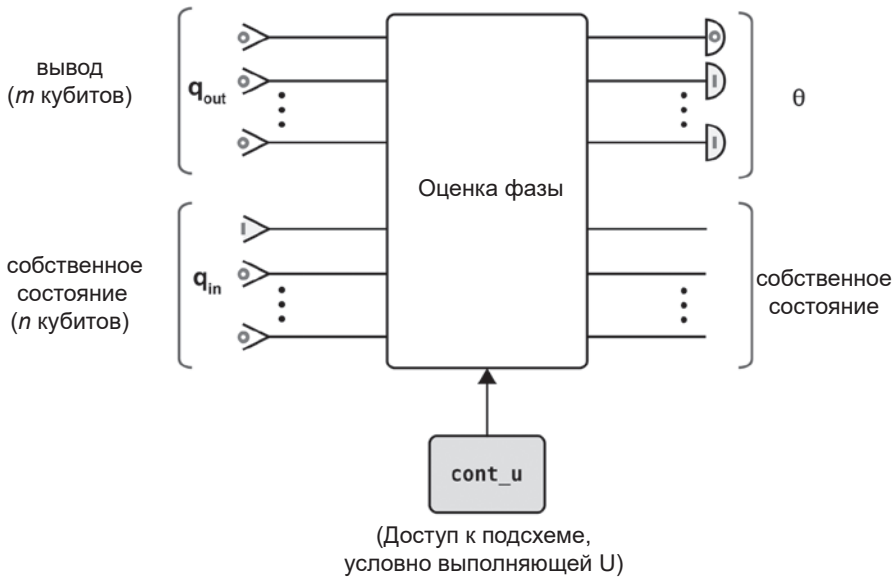 вывод
(m кубитов)
q_out
θ
Оценка фазы
собственное
состояние
(n кубитов)
q_in
собственное
состояние
cont_u
(Доступ к подсхеме,
условно выполняющей U)